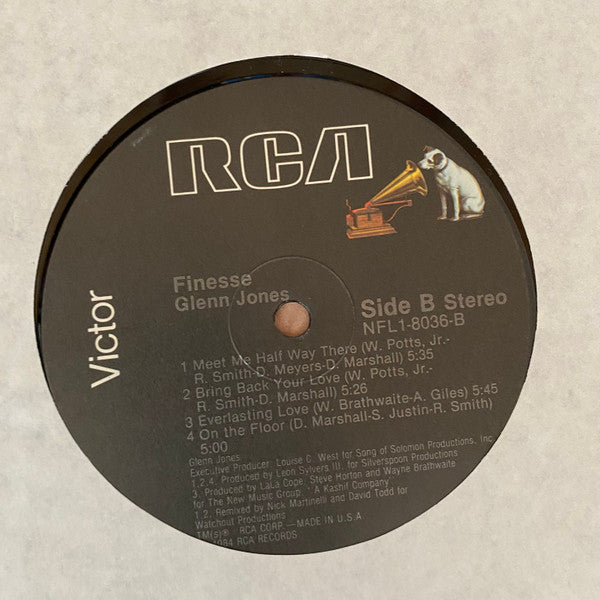 RCA
Victor
Finesse
Glenn Jones
Side B Stereo
NFL1-8036-B
1 Meet Me Half Way There (W. Potts, Jr.-
R. Smith-D. Meyers-D. Marshall) 5:35
2 Bring Back Your Love (W. Potts, Jr.-
R. Smith-D. Marshall) 5:26
3 Everlasting Love (W. Brathwaite-A. Giles) 5:45
4 On the Floor (D. Marshall-S. Justin-R. Smith)
5:00
Glenn Jones
Executive Producer: Louise C. West for Song of Solomon Productions, Inc.
1,2,4, Produced by Leon Sylvers III, for Silverspoon Productions
3, Produced by LaLa Cope, Steve Horton and Wayne Brathwaite
for The New Music Group. "A Kashif Company"
1 2, Remixed by Nick Martinelli and David Todd for
Watchout Productions
TM(s)® RCA CORP.—MADE IN U.S.A.
1984 RCA RECORDS